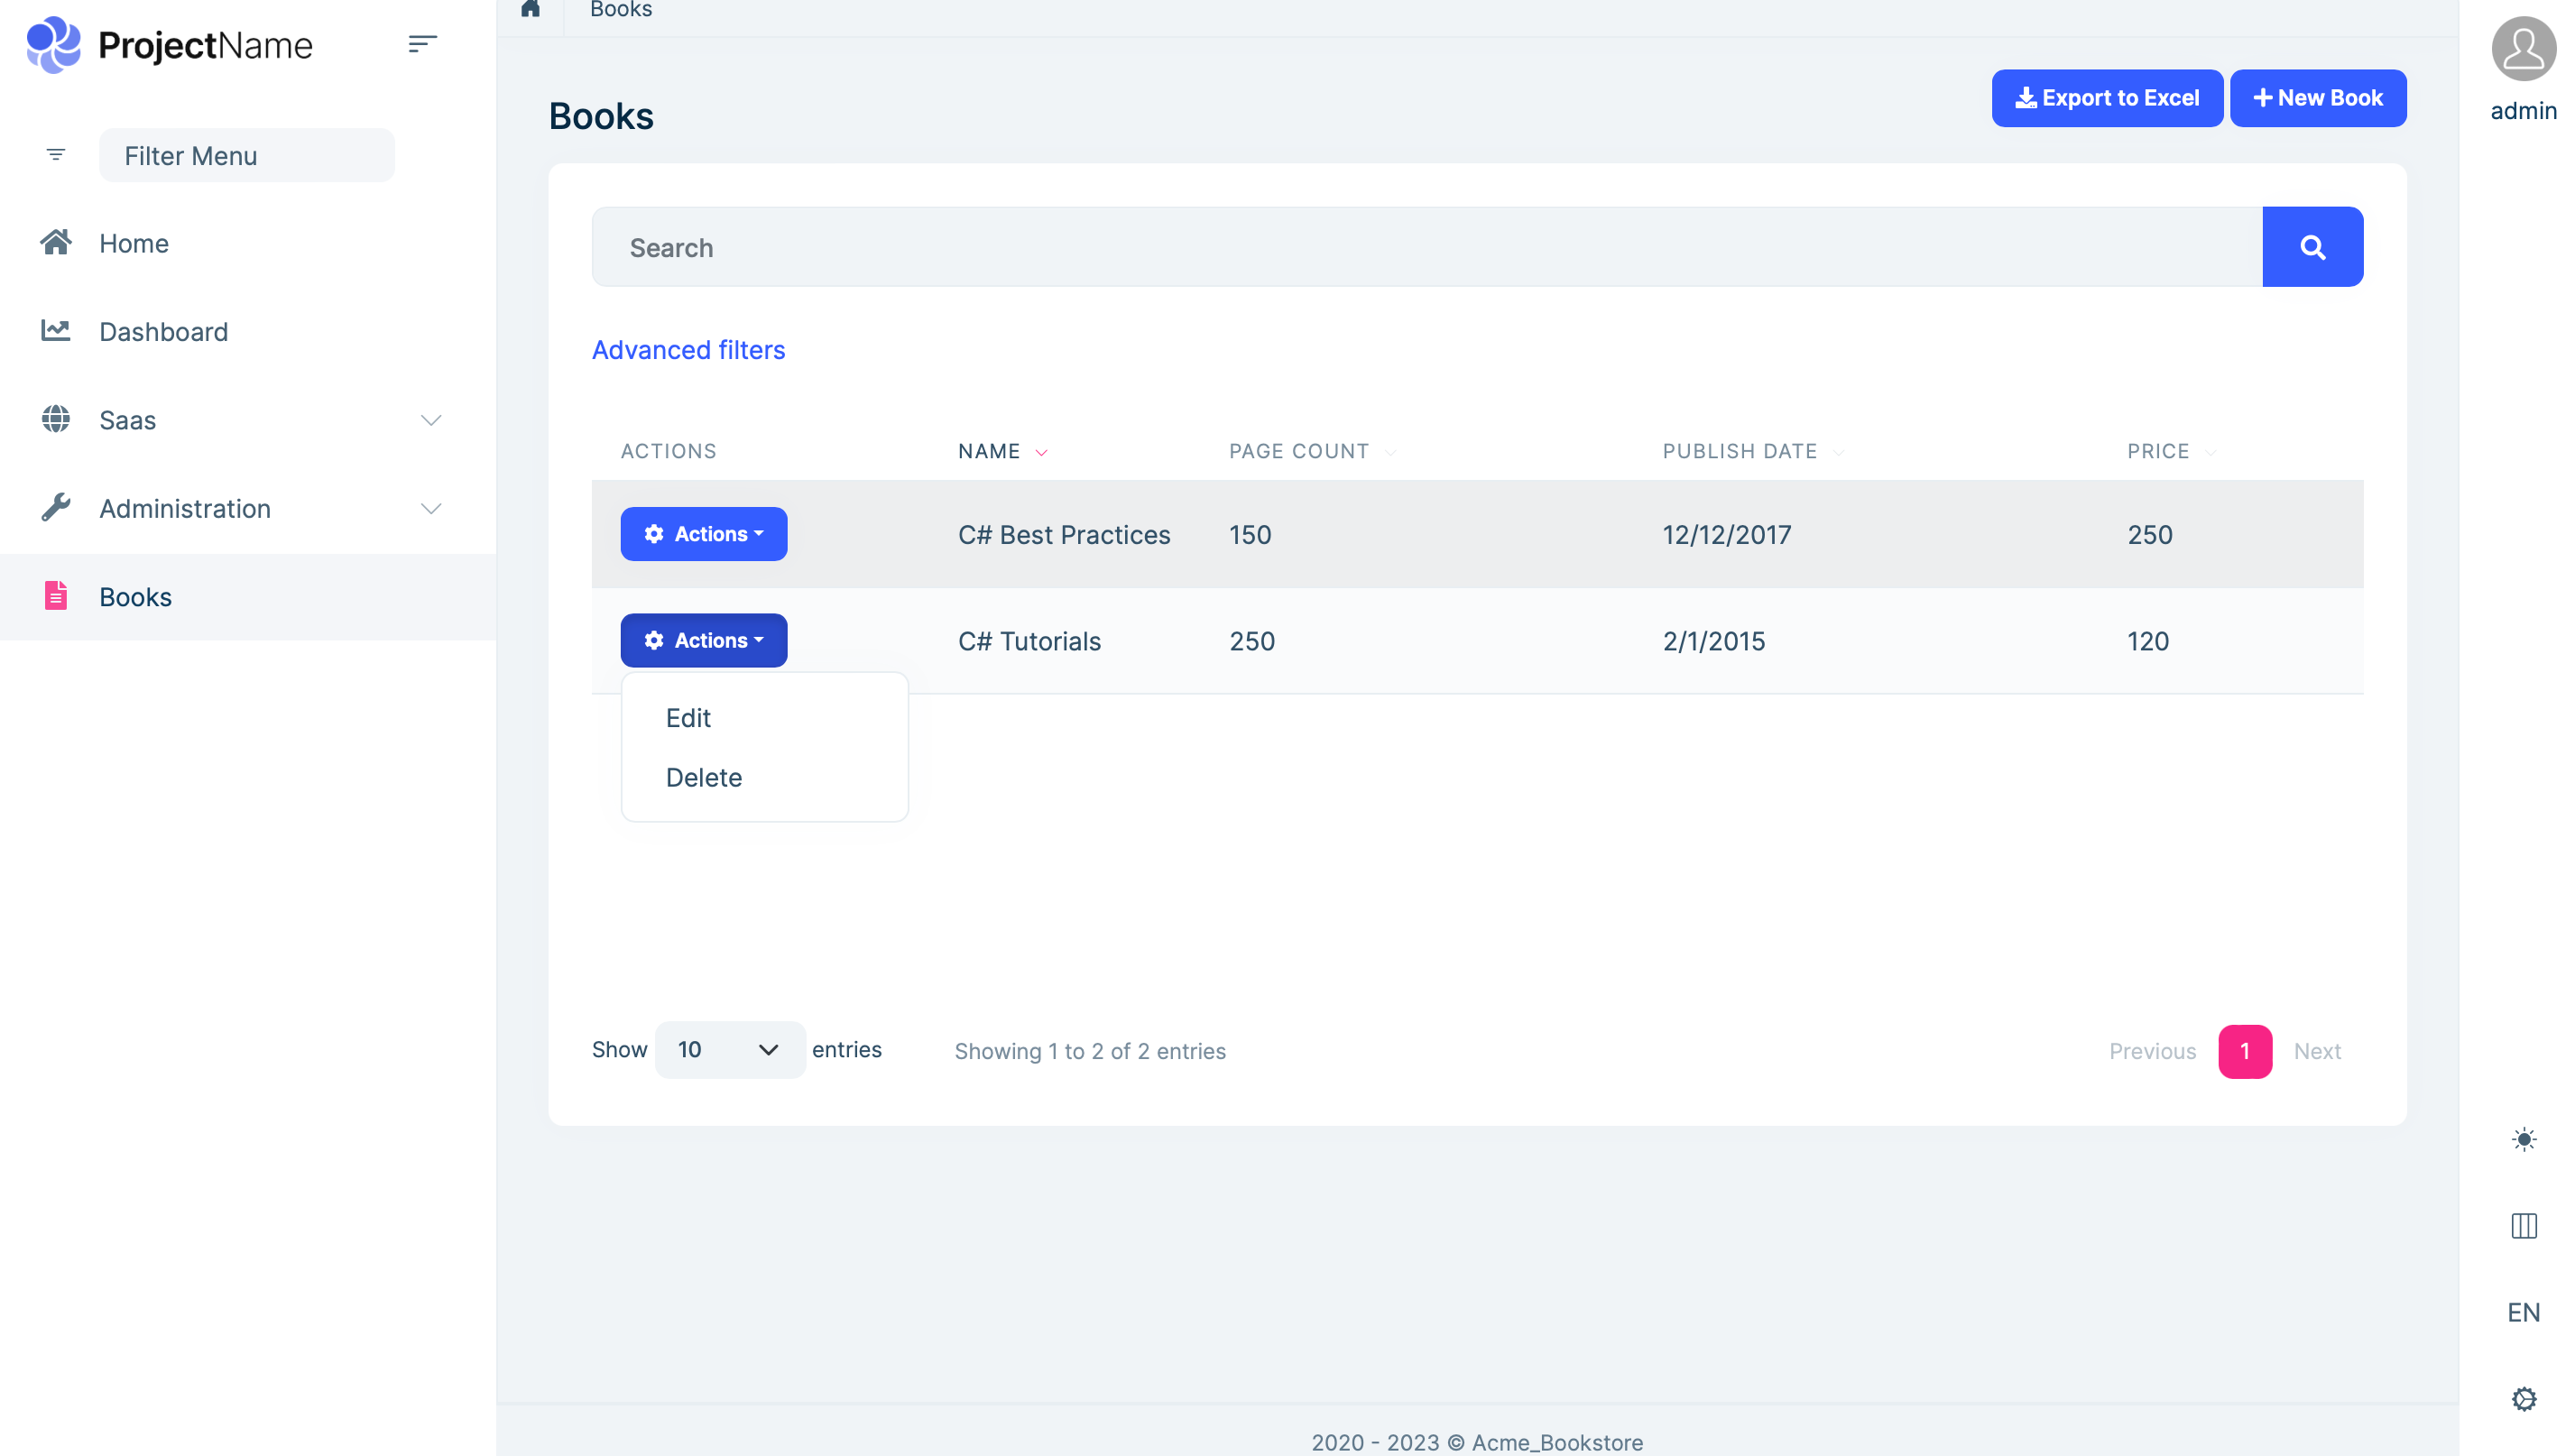 ProjectName
Filter Menu
Home
Dashboard
Saas
Administration
Books
Books
Books
Export to Excel
New Book
Search
Advanced filters
ACTIONS NAME PAGE COUNT PUBLISH DATE PRICE
Actions C# Best Practices 150 12/12/2017 250
Actions C# Tutorials 250 2/1/2015 120
Edit
Delete
Show 10 entries Showing 1 to 2 of 2 entries Previous 1 Next
2020 - 2023 © Acme_Bookstore
admin
EN